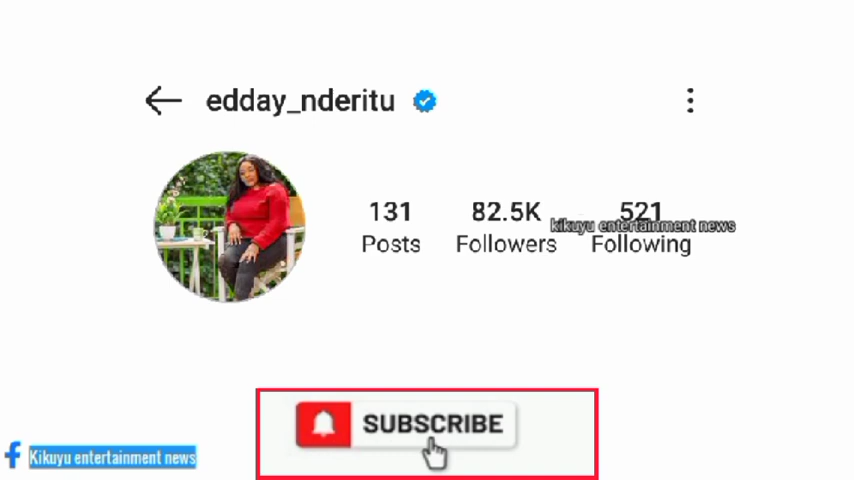 edday_nderitu
131
82.5K
521
kikuyu entertainment news
Posts
Followers
Following
SUBSCRIBE
f Kikuyu entertainment news